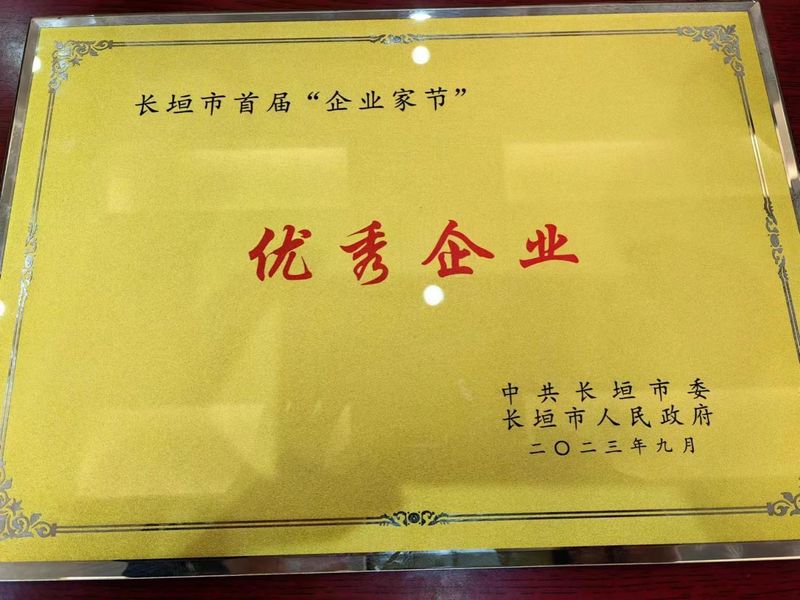 长垣市首届“企业家节”
优秀企业
中共长垣市委
长垣市人民政府
二〇二三年九月